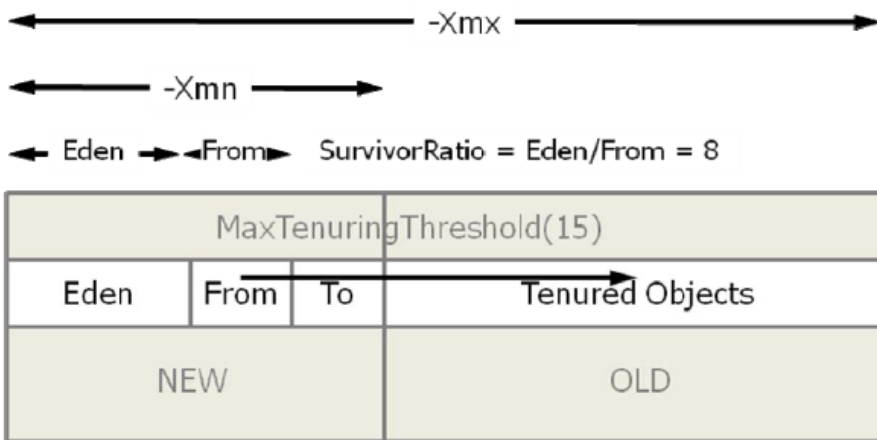 -Xmx
-Xmn
Eden From SurvivorRatio = Eden/From = 8
MaxTenuringThreshold(15)
Eden From To Tenured Objects
NEW OLD